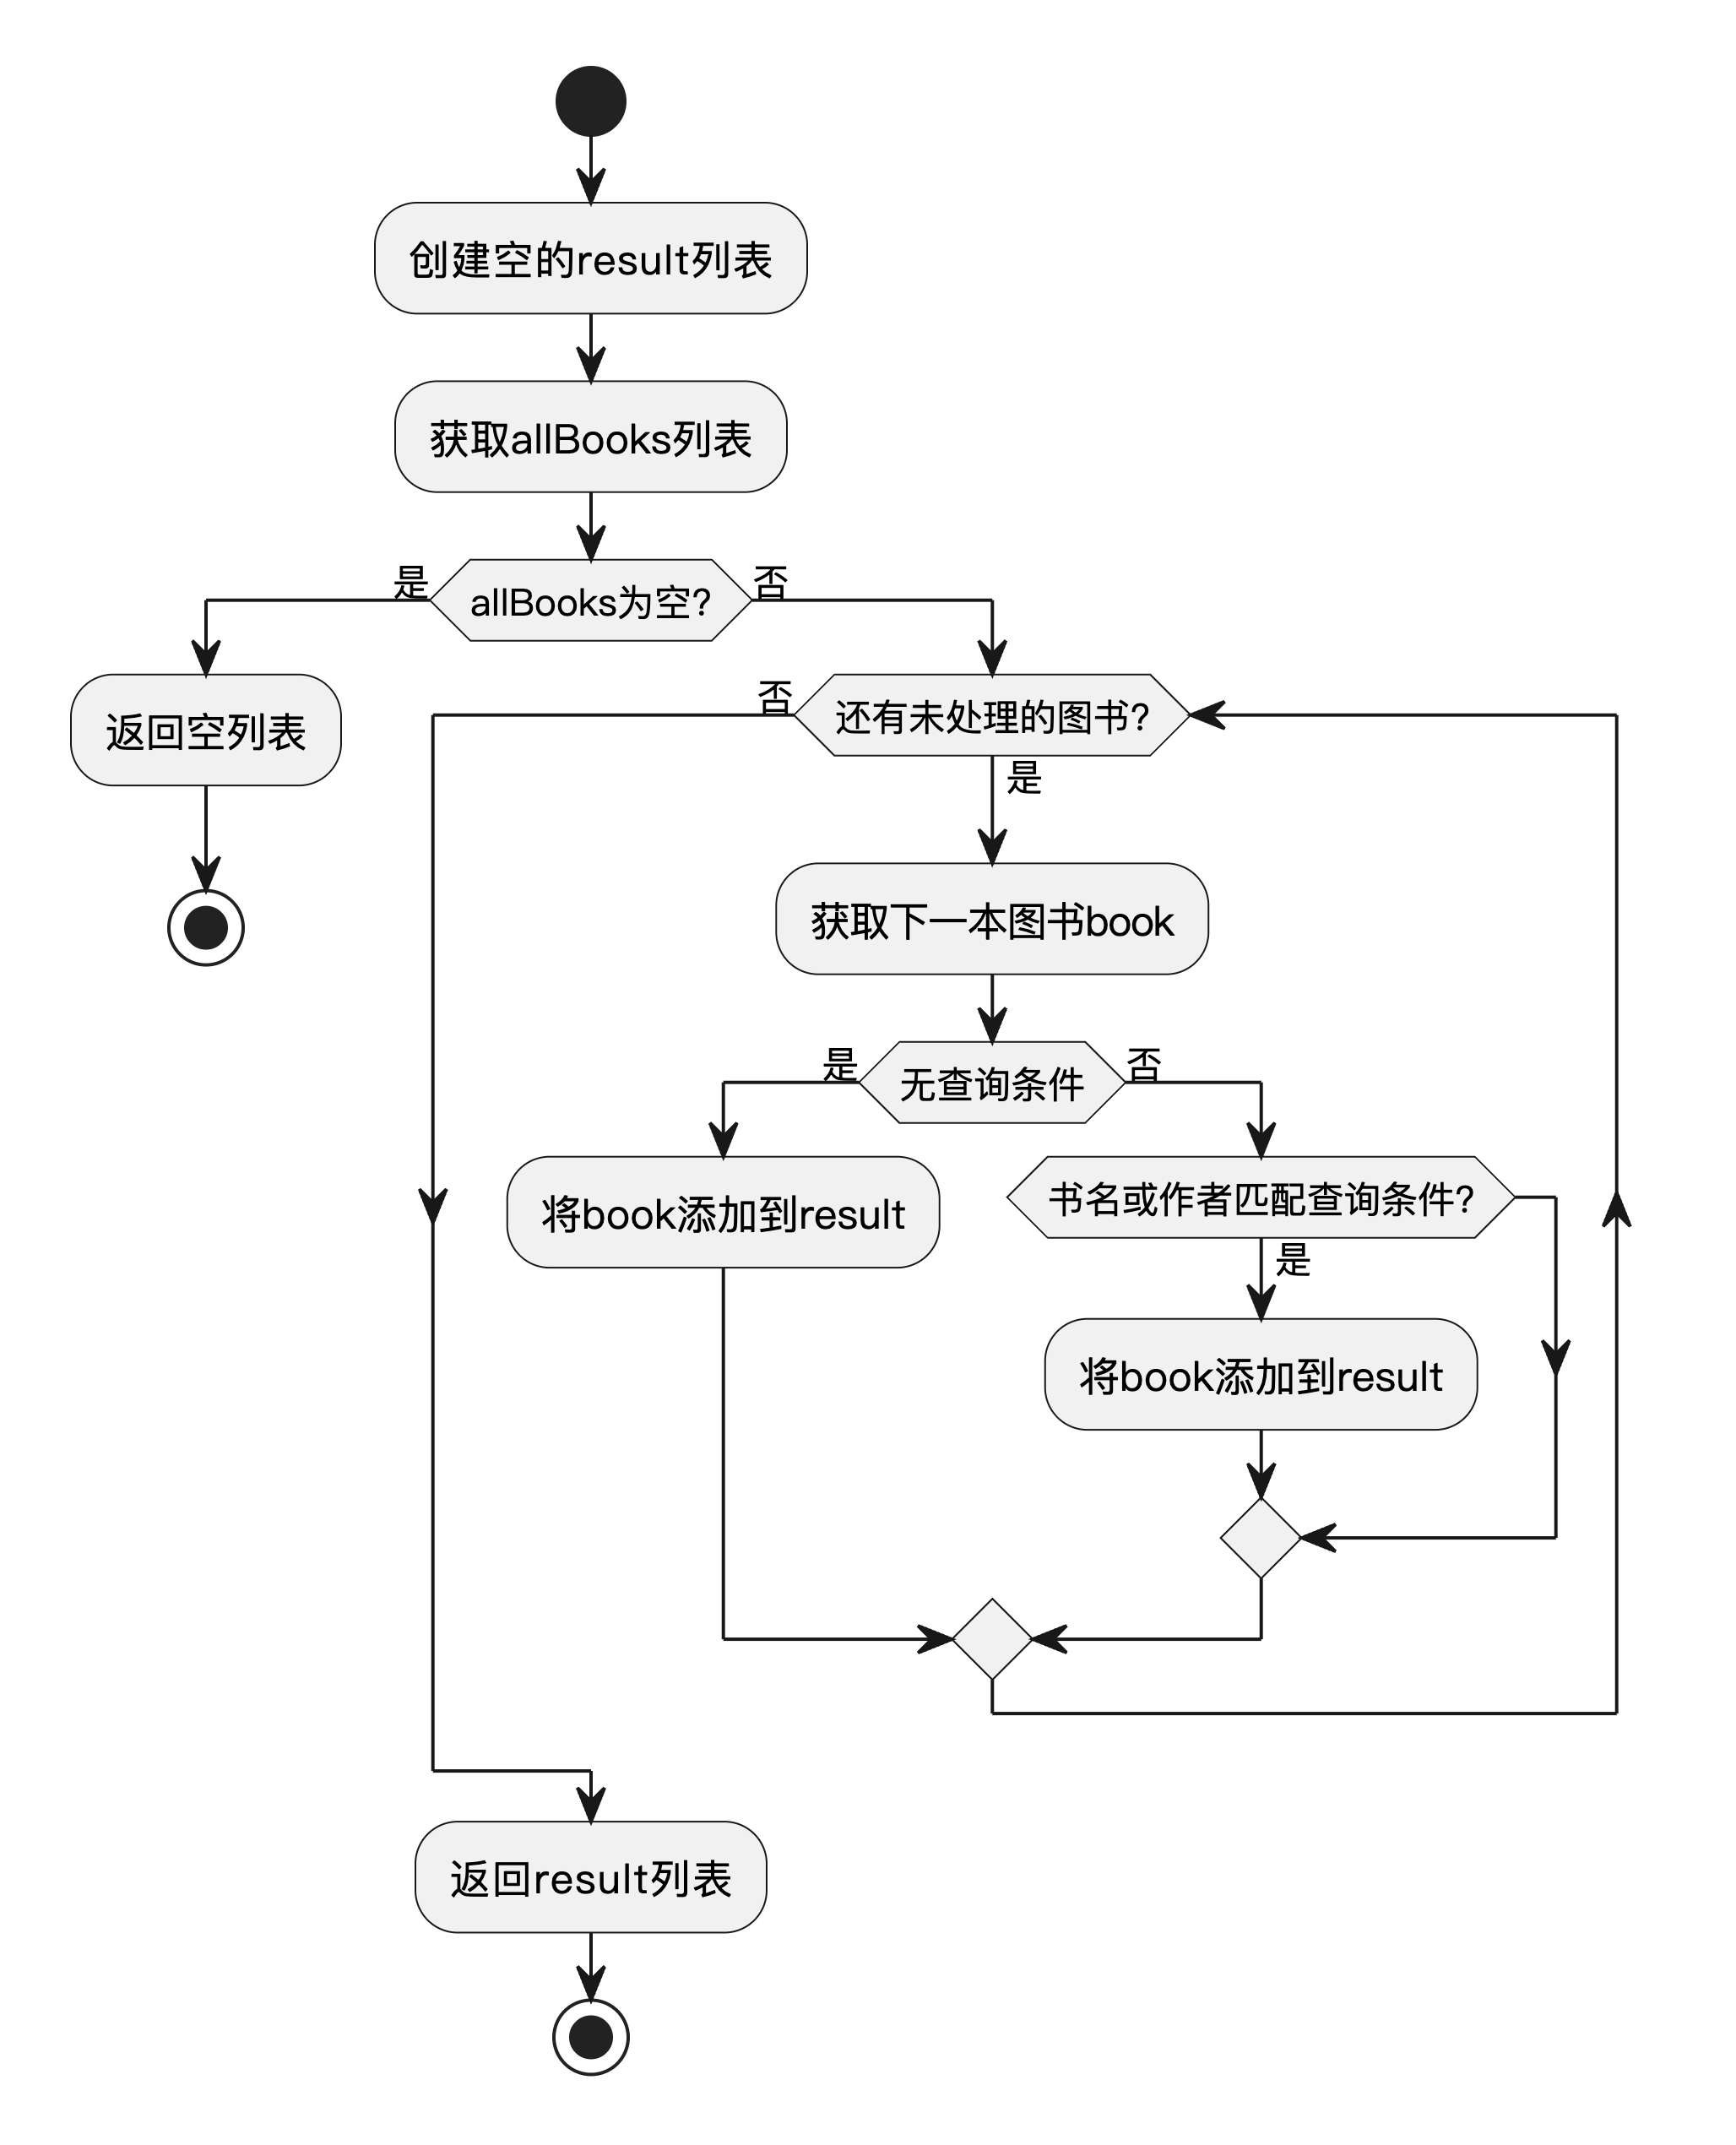 创建空的result列表
获取allBooks列表
是
allBooks为空?
否
返回空列表
否
还有未处理的图书?
是
获取下一本图书book
是
无查询条件
否
将book添加到result
书名或作者匹配查询条件?
是
将book添加到result
返回result列表